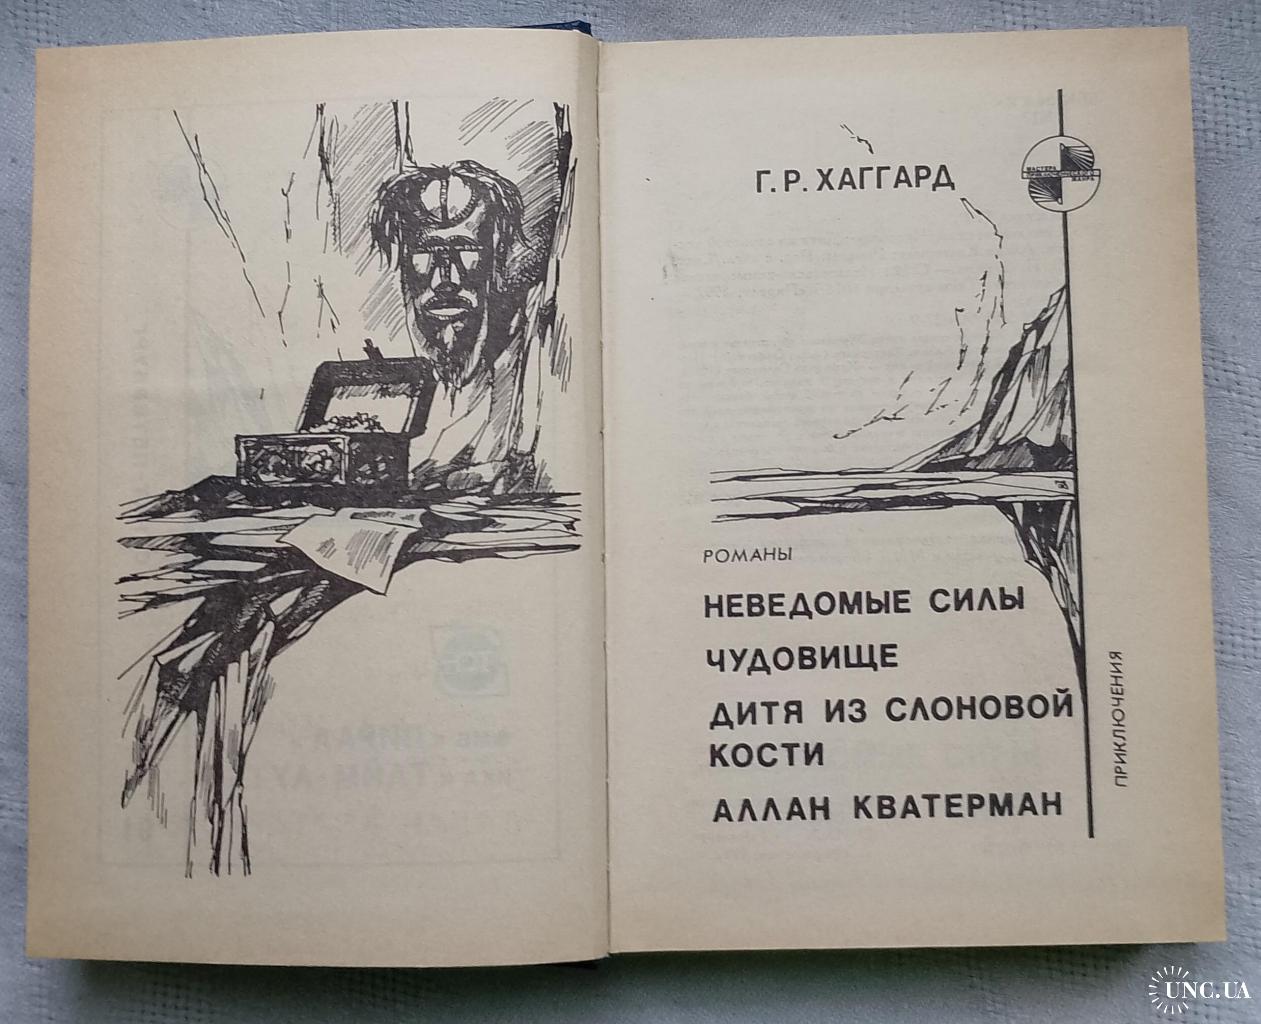 Г. Р. ХАГГАРД
РОМАНЫ
НЕВЕДОМЫЕ СИЛЫ
ЧУДОВИЩЕ
ДИТЯ ИЗ СЛОНОВОЙ
КОСТИ
АЛЛАН КВАТЕРМАН
ПРИКЛЮЧЕНИЯ
UNC.UA